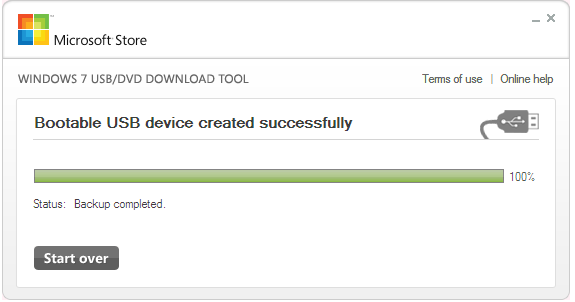 Microsoft Store
WINDOWS 7 USB/DVD DOWNLOAD TOOL
Terms of use | Online help
Bootable USB device created successfully
100%
Status: Backup completed.
Start over